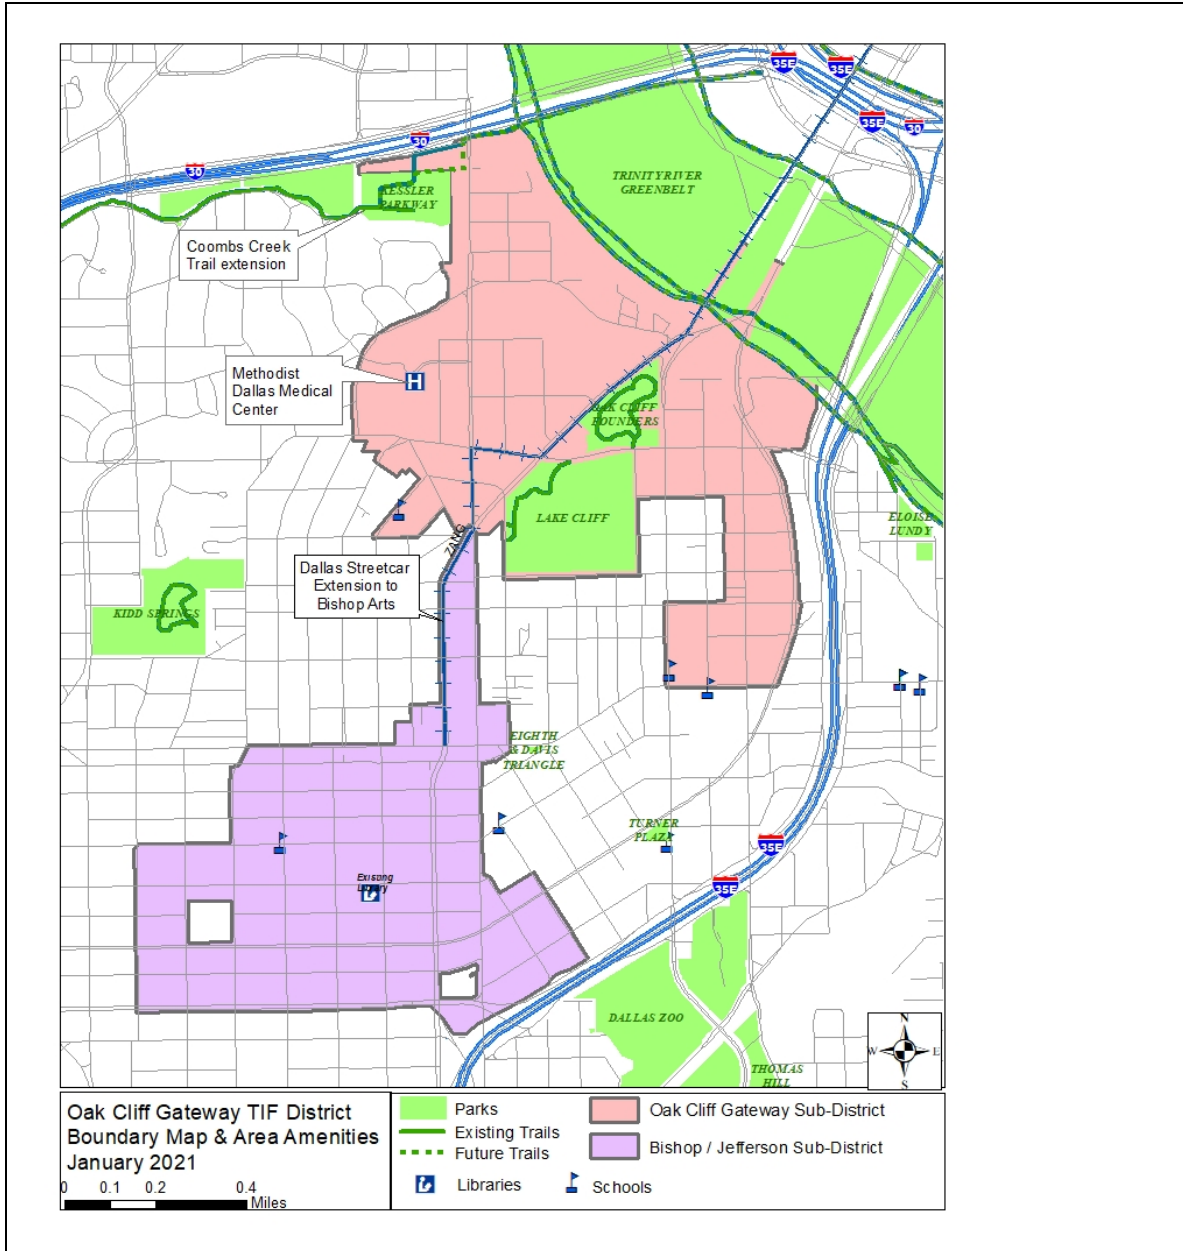 35E
35E
30
35E
30
30
TRINITYRIVER
GREENBELT
KESSLER
PARKWAY
Coombs Creek
Trail extension
Methodist
Dallas Medical
Center
H
OAK CLIFF
FOUNDERS
LAKE CLIFF
ELOISE
LUNDY
ZANG
Dallas Streetcar
Extension to
Bishop Arts
KIDD SPRINGS
EIGHTH
& DAVIS
TRIANGLE
TURNER
PLAZA
35E
35E
Existing
Library
DALLAS ZOO
THOMAS
HILL
N
W E
S
Oak Cliff Gateway TIF District
Boundary Map & Area Amenities
January 2021
0 0.1 0.2 0.4
Miles
Parks
Existing Trails
Future Trails
Libraries
Schools
Oak Cliff Gateway Sub-District
Bishop / Jefferson Sub-District